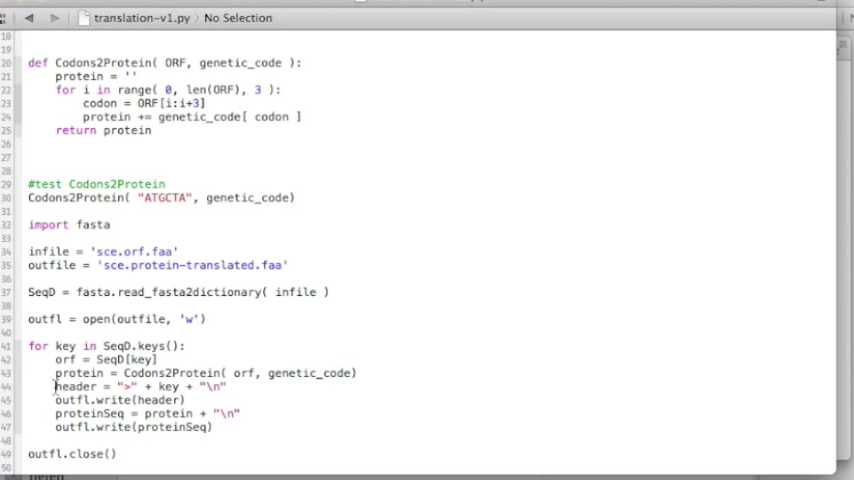 translation-v1.py › No Selection
18
19
20 def Codons2Protein( ORF, genetic_code ):
21     protein = ''
22     for i in range( 0, len(ORF), 3 ):
23         codon = ORF[i:i+3]
24         protein += genetic_code[ codon ]
25     return protein
26
27
28
29 #test Codons2Protein
30 Codons2Protein( "ATGCTA", genetic_code)
31
32 import fasta
33
34 infile = 'sce.orf.faa'
35 outfile = 'sce.protein-translated.faa'
36
37 SeqD = fasta.read_fasta2dictionary( infile )
38
39 outfl = open(outfile, 'w')
40
41 for key in SeqD.keys():
42     orf = SeqD[key]
43     protein = Codons2Protein( orf, genetic_code)
44     header = ">" + key + "\n"
45     outfl.write(header)
46     proteinSeq = protein + "\n"
47     outfl.write(proteinSeq)
48
49 outfl.close()
50